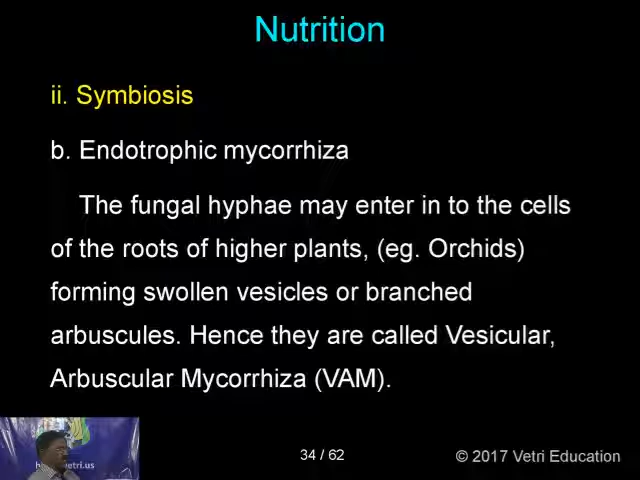 Nutrition
ii. Symbiosis
b. Endotrophic mycorrhiza
The fungal hyphae may enter in to the cells
of the roots of higher plants, (eg. Orchids)
forming swollen vesicles or branched
arbuscules. Hence they are called Vesicular,
Arbuscular Mycorrhiza (VAM).
34 / 62
© 2017 Vetri Education